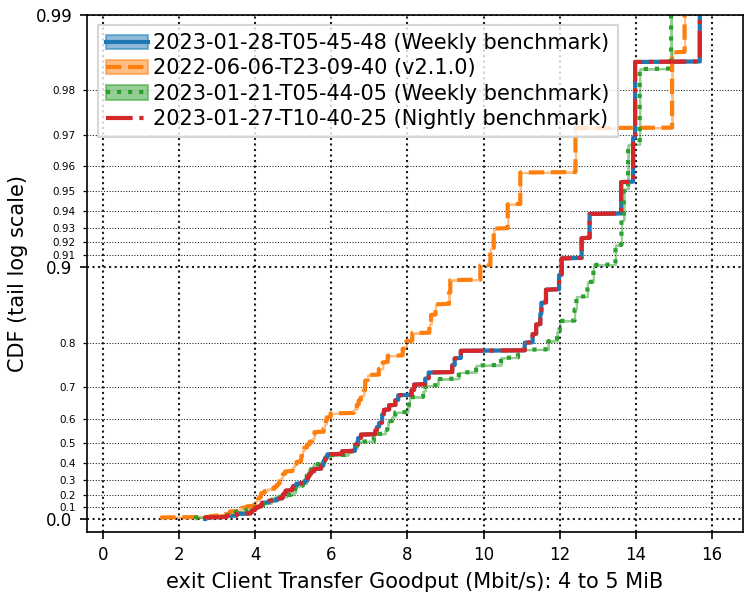 2023-01-28-T05-45-48 (Weekly benchmark)
2022-06-06-T23-09-40 (v2.1.0)
2023-01-21-T05-44-05 (Weekly benchmark)
2023-01-27-T10-40-25 (Nightly benchmark)
CDF (tail log scale)
0.99
0.98
0.97
0.96
0.95
0.94
0.93
0.92
0.91
0.9
0.8
0.7
0.6
0.5
0.4
0.3
0.2
0.1
0.0
0 2 4 6 8 10 12 14 16
exit Client Transfer Goodput (Mbit/s): 4 to 5 MiB